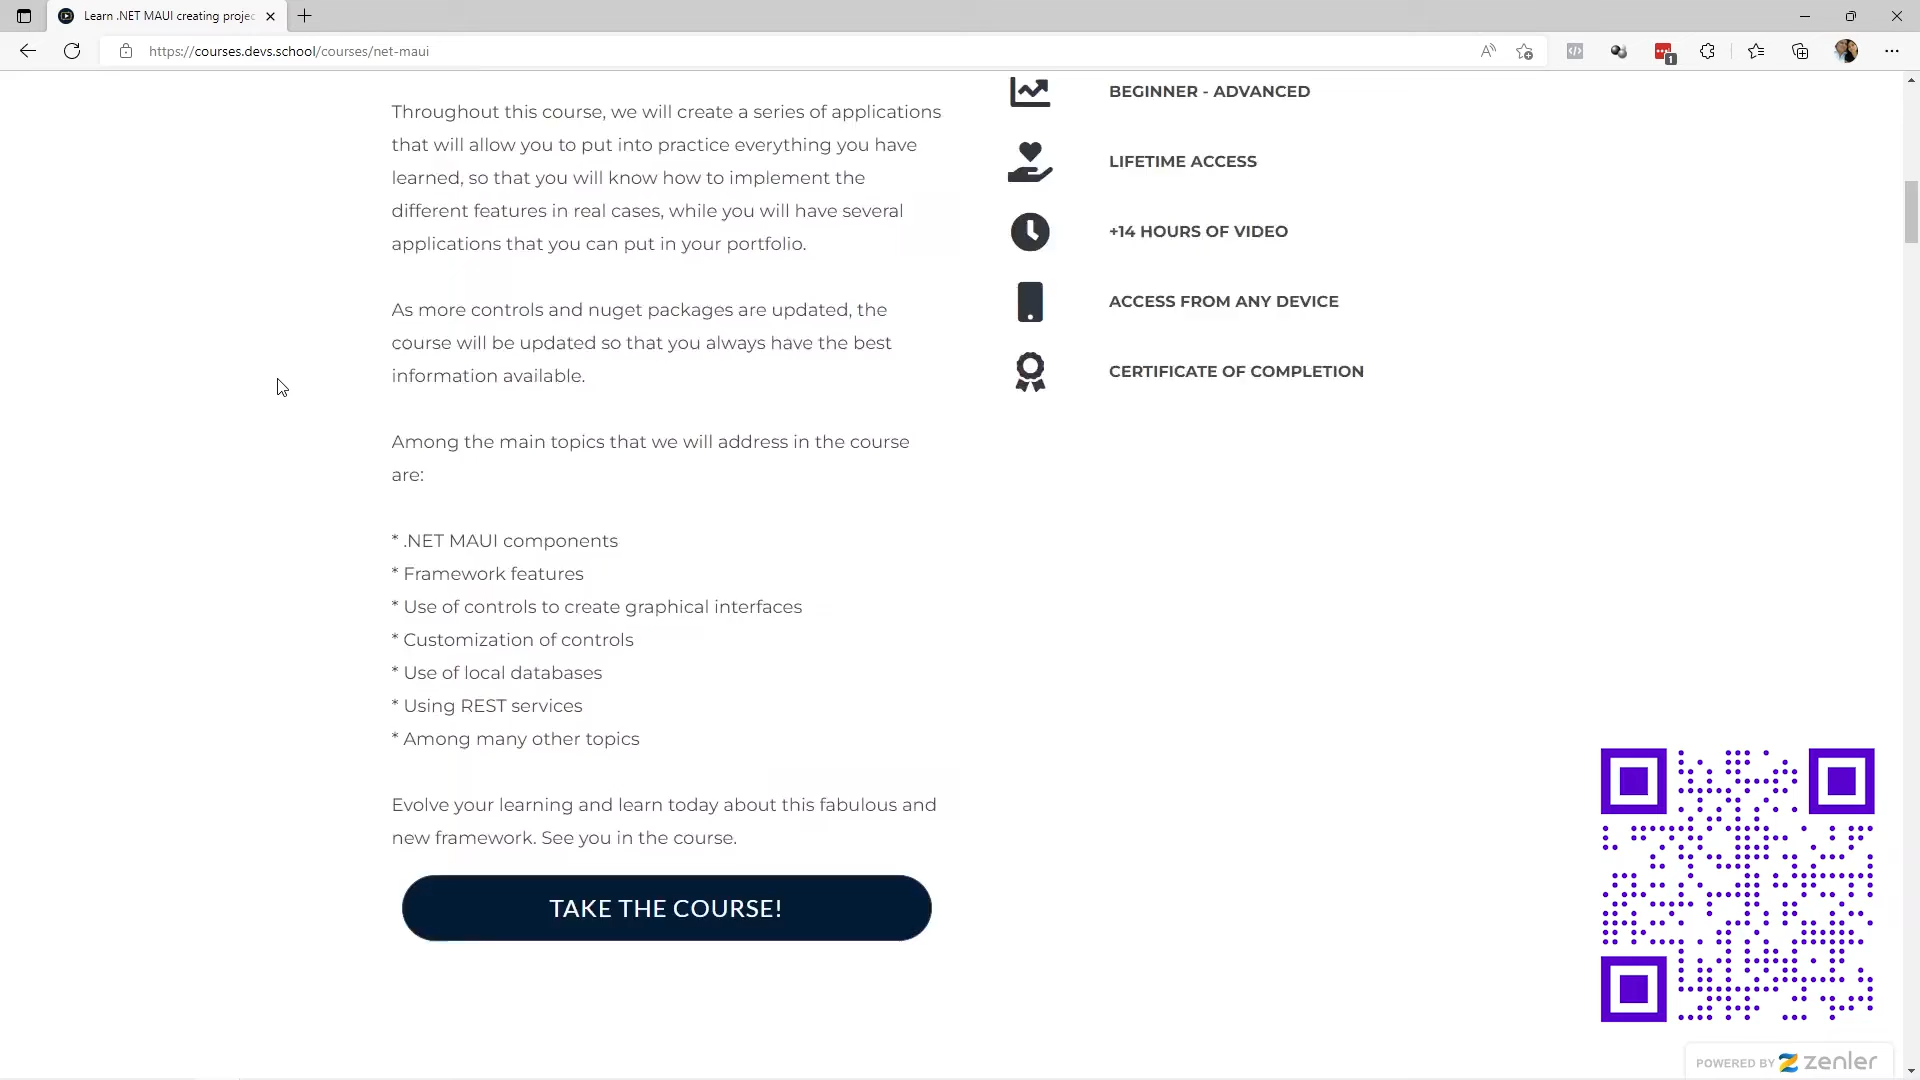 Learn .NET MAUI creating projec
https://courses.devs.school/courses/net-maui
1
Throughout this course, we will create a series of applications
that will allow you to put into practice everything you have
learned, so that you will know how to implement the
different features in real cases, while you will have several
applications that you can put in your portfolio.
As more controls and nuget packages are updated, the
course will be updated so that you always have the best
information available.
Among the main topics that we will address in the course
are:
* .NET MAUI components
* Framework features
* Use of controls to create graphical interfaces
* Customization of controls
* Use of local databases
* Using REST services
* Among many other topics
Evolve your learning and learn today about this fabulous and
new framework. See you in the course.
TAKE THE COURSE!
BEGINNER - ADVANCED
LIFETIME ACCESS
+14 HOURS OF VIDEO
ACCESS FROM ANY DEVICE
CERTIFICATE OF COMPLETION
POWERED BY zenler